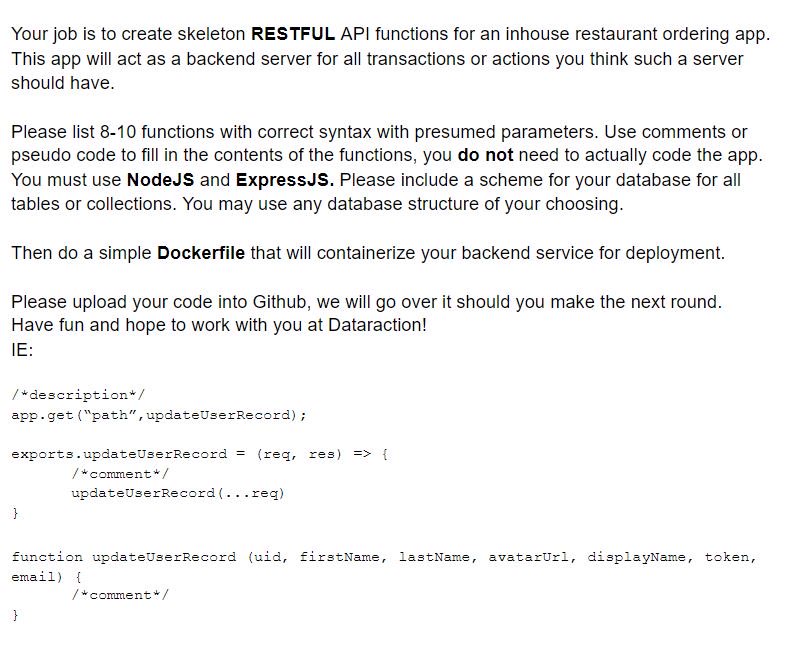 Your job is to create skeleton RESTFUL API functions for an inhouse restaurant ordering app.
This app will act as a backend server for all transactions or actions you think such a server
should have.
Please list 8-10 functions with correct syntax with presumed parameters. Use comments or
pseudo code to fill in the contents of the functions, you do not need to actually code the app.
You must use NodeJS and ExpressJS. Please include a scheme for your database for all
tables or collections. You may use any database structure of your choosing.
Then do a simple Dockerfile that will containerize your backend service for deployment.
Please upload your code into Github, we will go over it should you make the next round.
Have fun and hope to work with you at Dataraction!
IE:
/*description*/
app.get(“path”,updateUserRecord);
exports.updateUserRecord = (req, res) => {
/*comment*/
updateUserRecord(...req)
}
function updateUserRecord (uid, firstName, lastName, avatarUrl, displayName, token,
email) {
/*comment*/
}